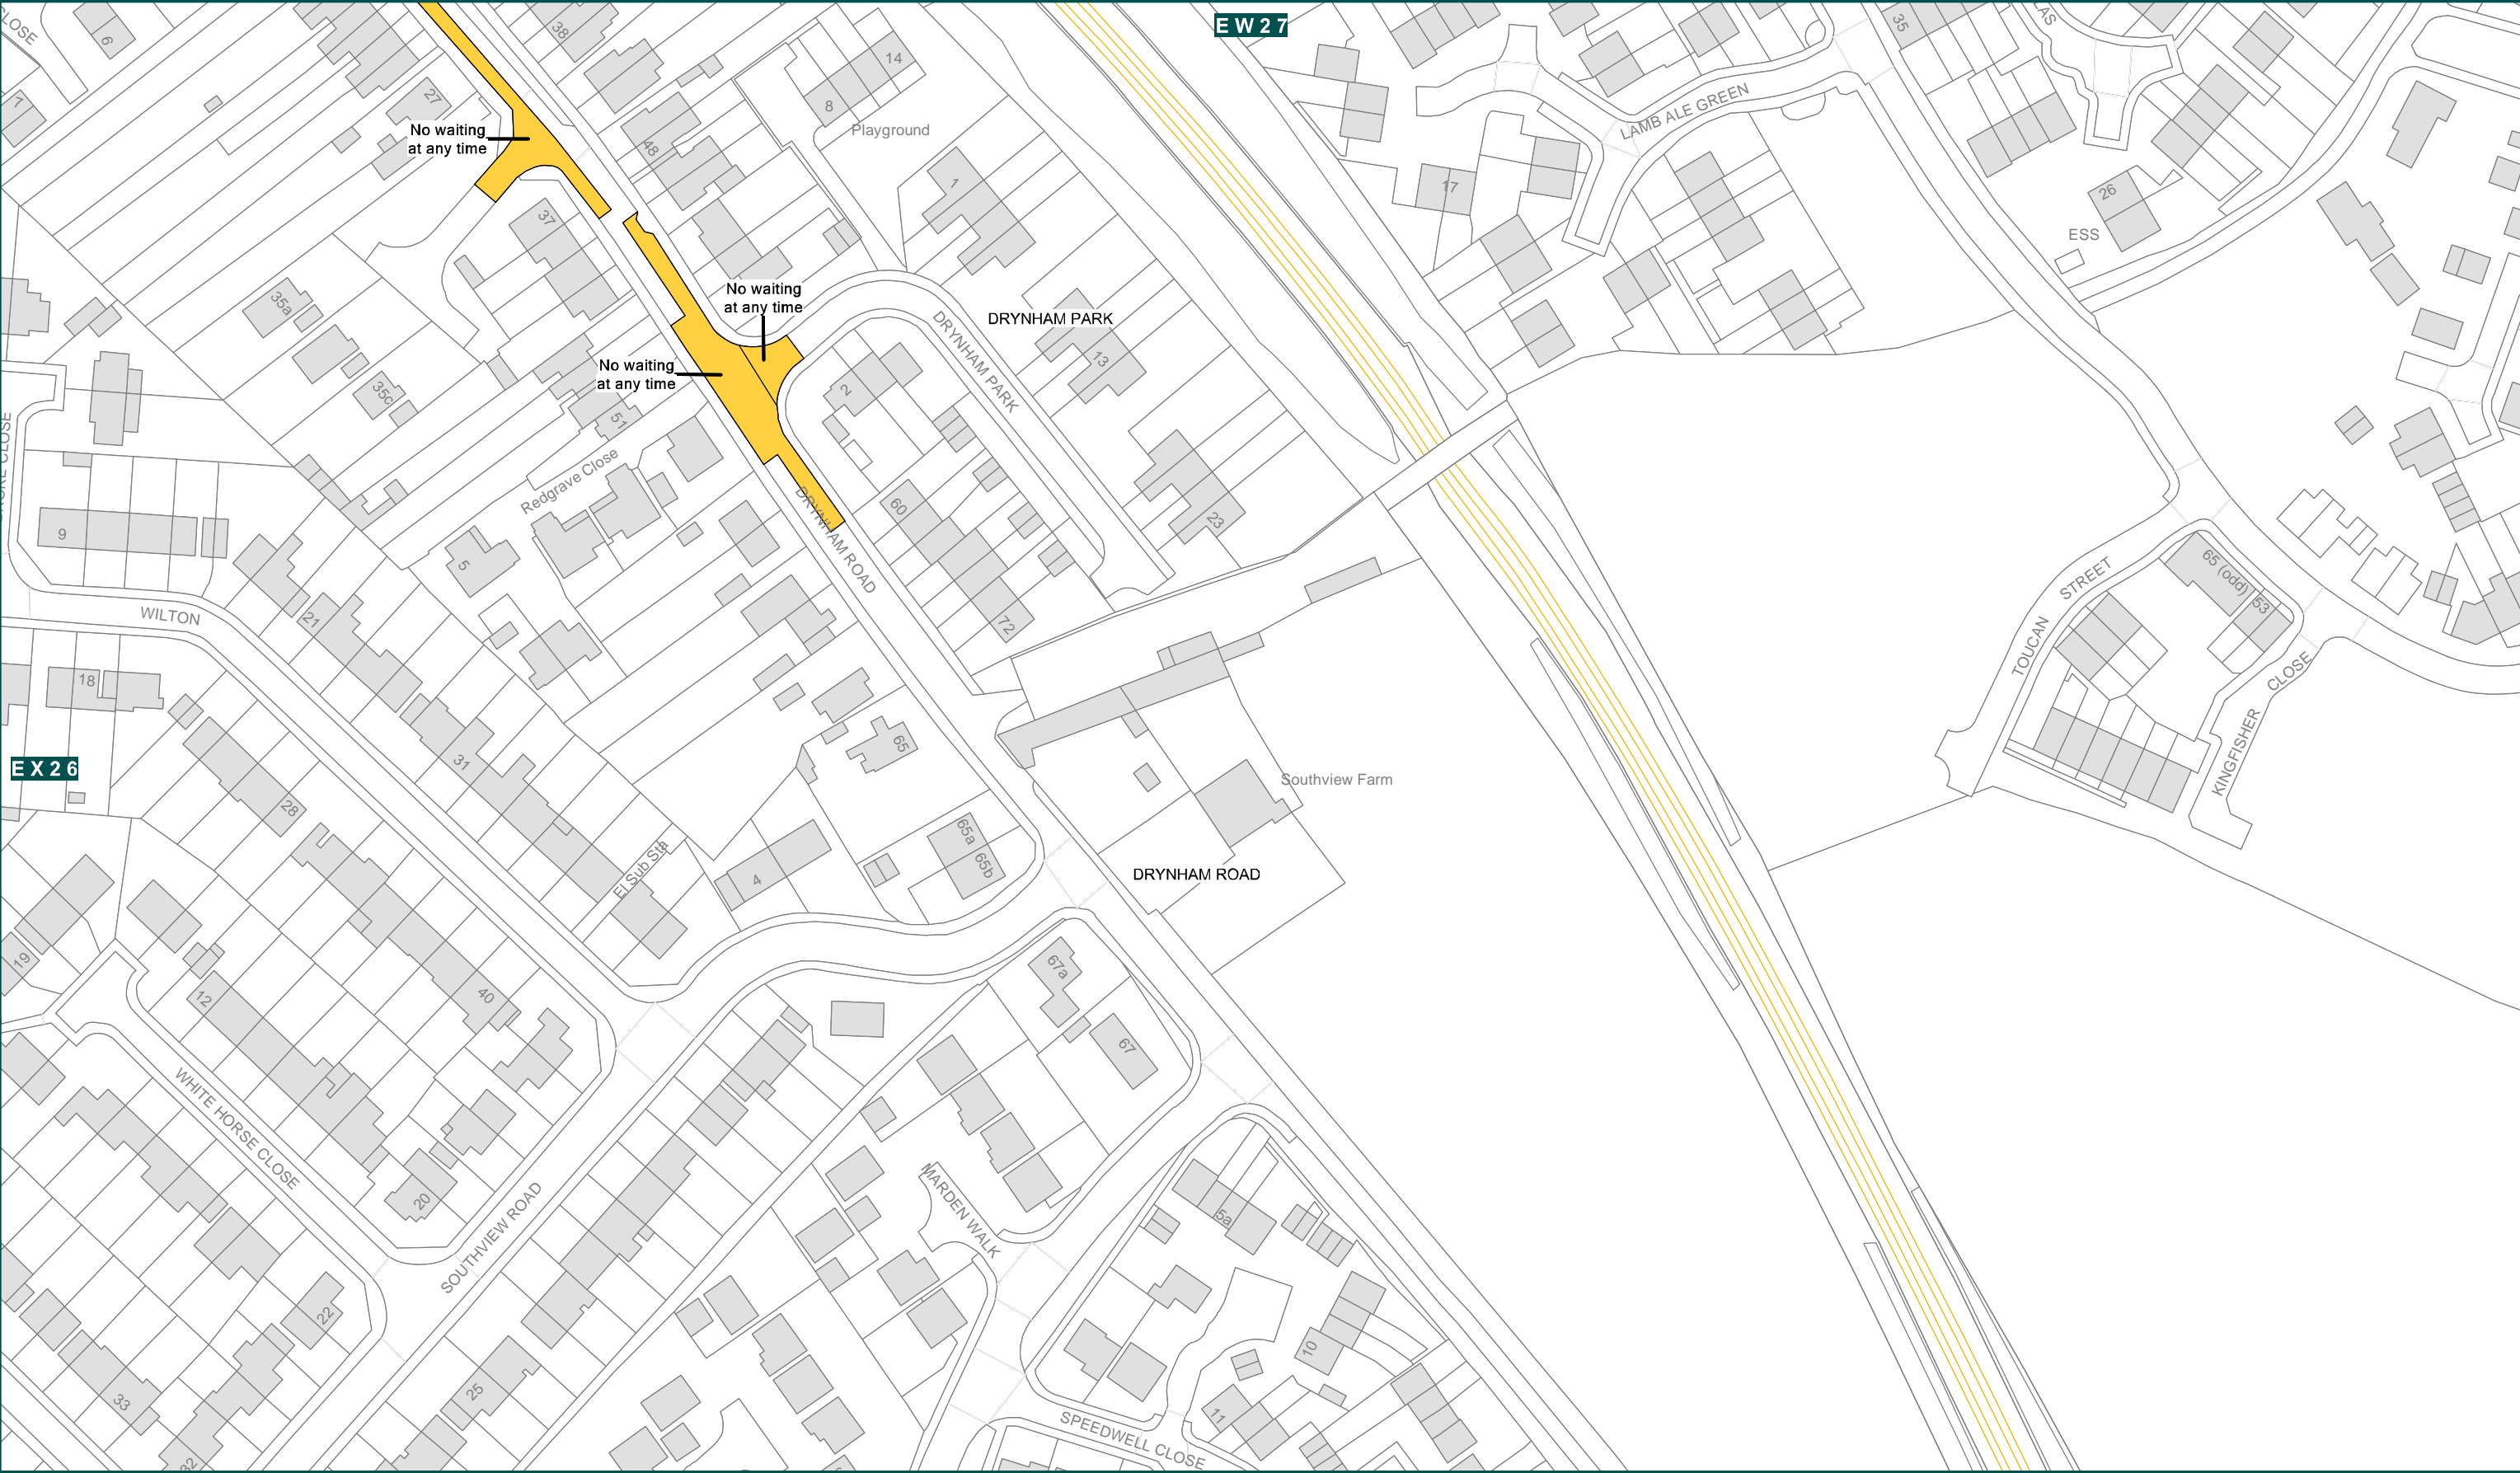 CLOSE
6
38
14
8
E W 2 7
35
LAMB ALE GREEN
1
27
No waiting
at any time
48
Playground
1
17
26
ESS
37
35a
No waiting
at any time
DRYNHAM PARK
DRYNHAM PARK
13
No waiting
at any time
2
35c
51
Redgrave Close
DRYNHAM ROAD
60
23
9
5
STREET
65 (odd) 53
WILTON
21
72
TOUCAN
CLOSE
18
65
31
KINGFISHER
E X 2 6
Southview Farm
28
65a
65b
El Sub Sta
4
DRYNHAM ROAD
19
12
40
67a
67
WHITE HORSE CLOSE
20
SOUTHVIEW ROAD
MARDEN WALK
5a
22
10
33
25
11
SPEEDWELL CLOSE
32